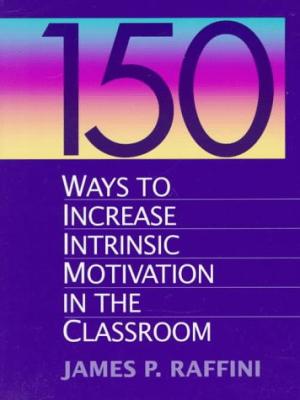 150
WAYS TO
INCREASE
INTRINSIC
MOTIVATION
IN THE
CLASSROOM
JAMES P. RAFFINI